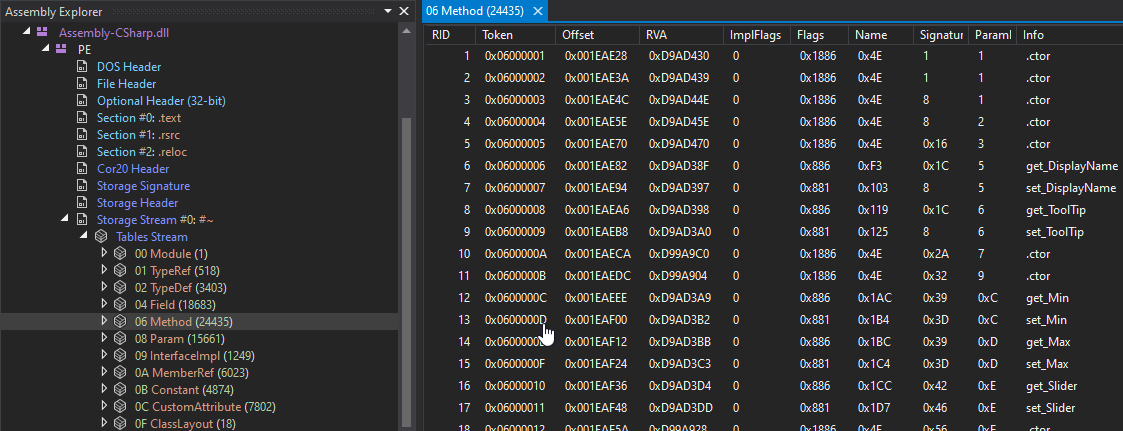 Assembly Explorer
Assembly-CSharp.dll
PE
DOS Header
File Header
Optional Header (32-bit)
Section #0: .text
Section #1: .rsrc
Section #2: .reloc
Cor20 Header
Storage Signature
Storage Header
Storage Stream #0: #~
Tables Stream
00 Module (1)
01 TypeRef (518)
02 TypeDef (3403)
04 Field (18683)
06 Method (24435)
08 Param (15661)
09 InterfaceImpl (1249)
0A MemberRef (6023)
0B Constant (4874)
0C CustomAttribute (7802)
0F ClassLayout (18)
06 Method (24435)
RID Token Offset RVA ImplFlags Flags Name Signatur Paraml Info
1 0x06000001 0x001EAE28 0xD9AD430 0 0x1886 0x4E 1 1 .ctor
2 0x06000002 0x001EAE3A 0xD9AD439 0 0x1886 0x4E 1 1 .ctor
3 0x06000003 0x001EAE4C 0xD9AD44E 0 0x1886 0x4E 8 1 .ctor
4 0x06000004 0x001EAE5E 0xD9AD45E 0 0x1886 0x4E 8 2 .ctor
5 0x06000005 0x001EAE70 0xD9AD470 0 0x1886 0x4E 0x16 3 .ctor
6 0x06000006 0x001EAE82 0xD9AD38F 0 0x886 0xF3 0x1C 5 get_DisplayName
7 0x06000007 0x001EAE94 0xD9AD397 0 0x881 0x103 8 5 set_DisplayName
8 0x06000008 0x001EAEA6 0xD9AD398 0 0x886 0x119 0x1C 6 get_ToolTip
9 0x06000009 0x001EAEB8 0xD9AD3A0 0 0x881 0x125 8 6 set_ToolTip
10 0x0600000A 0x001EAECA 0xD99A9C0 0 0x1886 0x4E 0x2A 7 .ctor
11 0x0600000B 0x001EAEDC 0xD99A904 0 0x1886 0x4E 0x32 9 .ctor
12 0x0600000C 0x001EAEEE 0xD9AD3A9 0 0x886 0x1AC 0x39 0xC get_Min
13 0x0600000D 0x001EAF00 0xD9AD3B2 0 0x881 0x1B4 0x3D 0xC set_Min
14 0x001EAF12 0xD9AD3BB 0 0x886 0x1BC 0x39 0xD get_Max
15 0x0600000F 0x001EAF24 0xD9AD3C3 0 0x881 0x1C4 0x3D 0xD set_Max
16 0x06000010 0x001EAF36 0xD9AD3D4 0 0x886 0x1CC 0x42 0xE get_Slider
17 0x06000011 0x001EAF48 0xD9AD3DD 0 0x881 0x1D7 0x46 0xE set_Slider
18 0x06000012 0x001EAF5A 0xD99A928 0 0x1886 0x4E 0x56 0xE .ctor